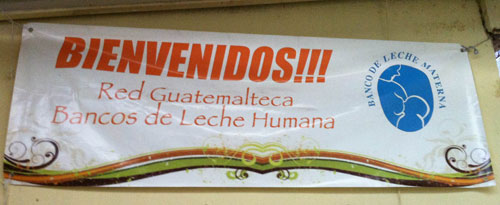 BIENVENIDOS!!!
Red Guatemalteca
Bancos de Leche Humana
BANCO DE LECHE MATERNA